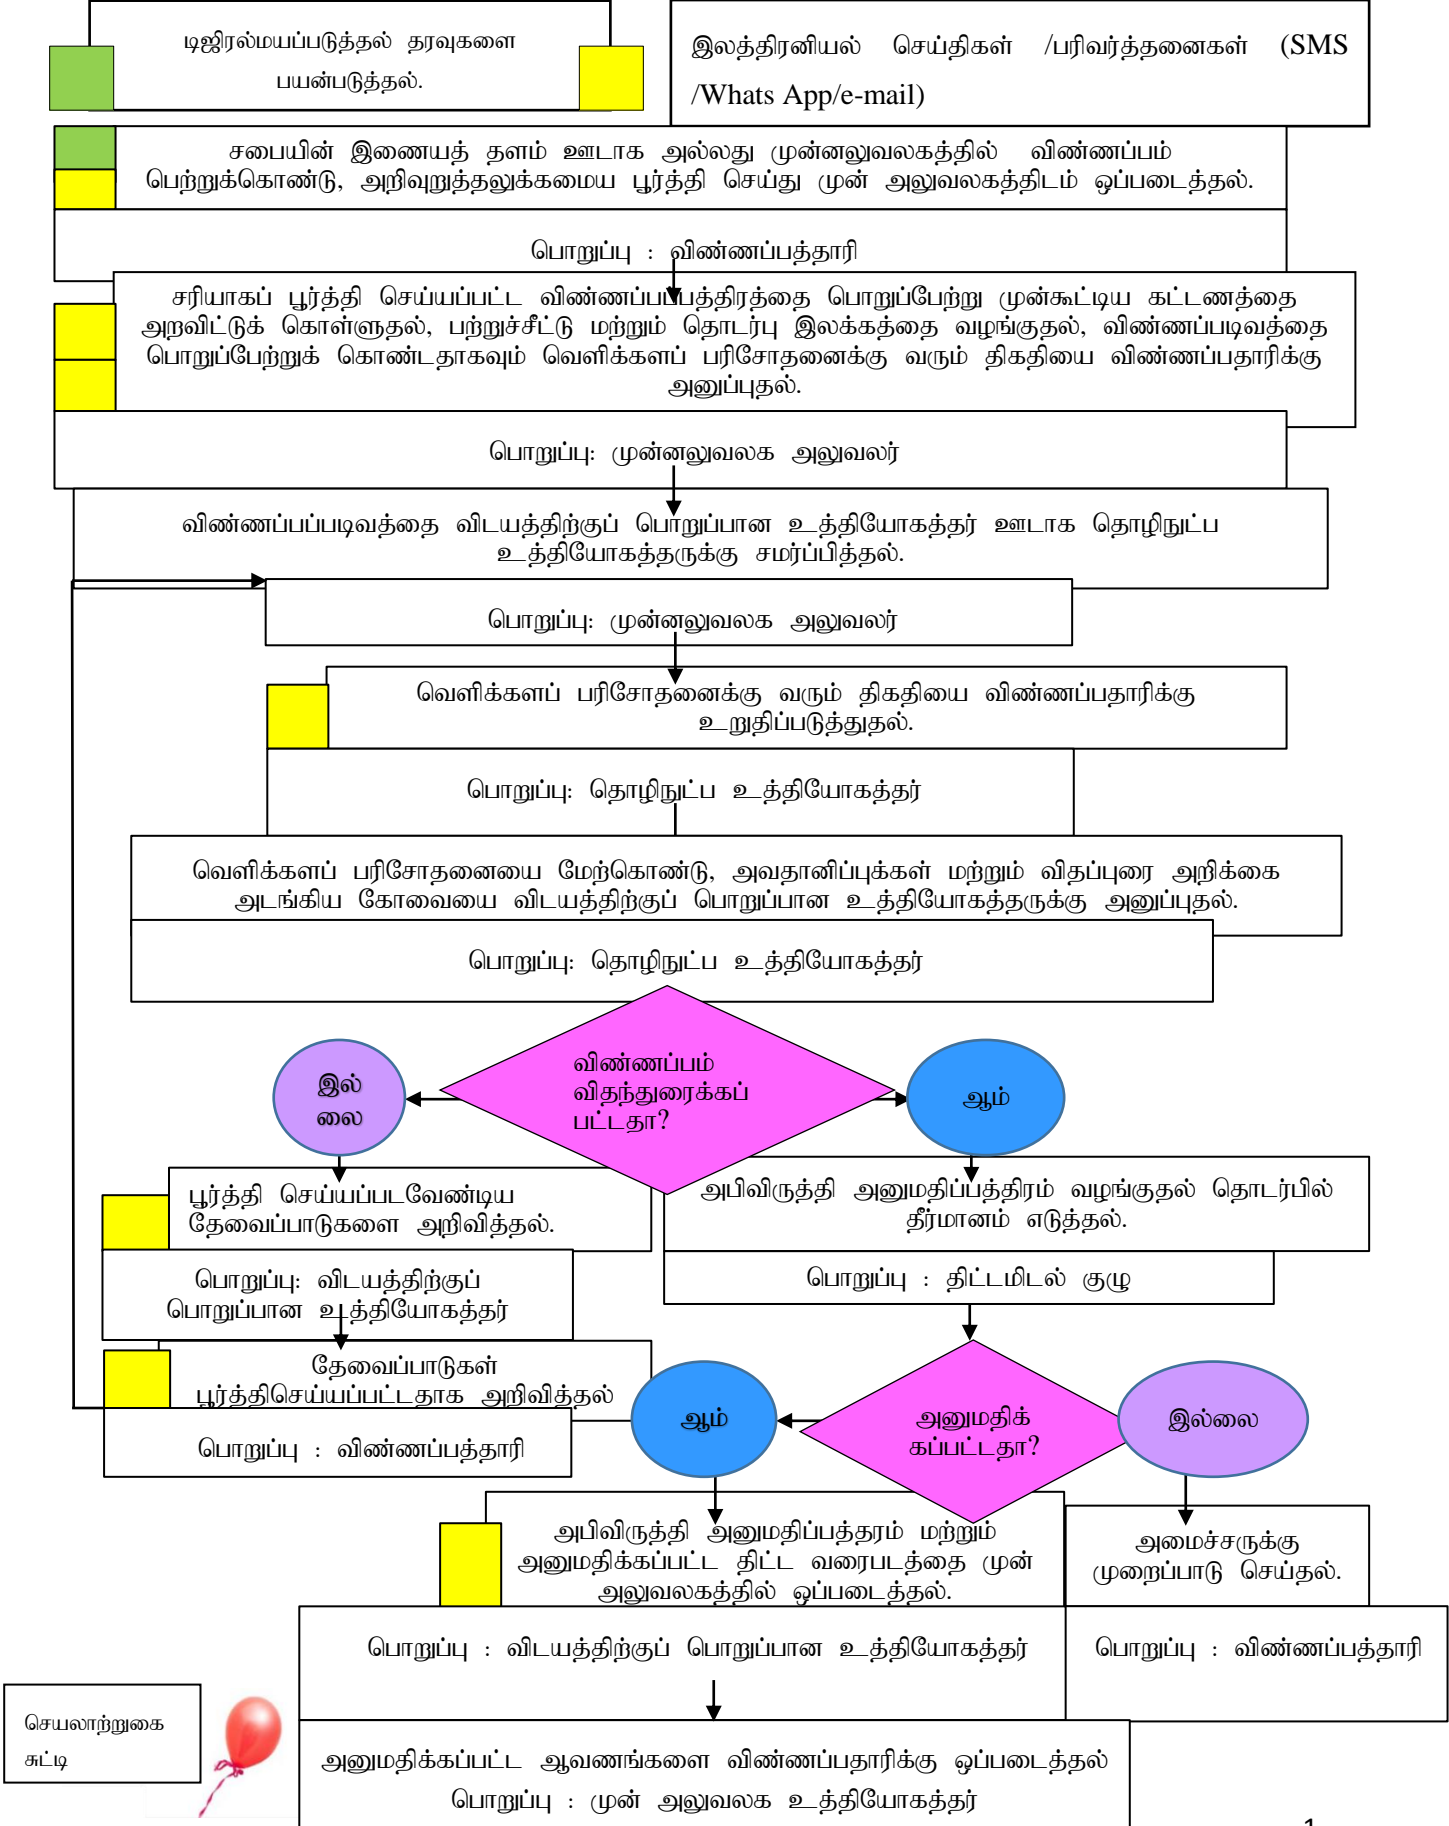 டிஜிரல்மயப்படுத்தல் தரவுகளை
பயன்படுத்தல்.
இலத்திரனியல் செய்திகள் /பரிவர்த்தனைகள் (SMS
/Whats App/e-mail)
சபையின் இணையத் தளம் ஊடாக அல்லது முன்னலுவலகத்தில் விண்ணப்பம்
பெற்றுக்கொண்டு, அறிவுறுத்தலுக்கமைய பூர்த்தி செய்து முன் அலுவலகத்திடம் ஒப்படைத்தல்.
பொறுப்பு : விண்ணப்பத்தாரி
சரியாகப் பூர்த்தி செய்யப்பட்ட விண்ணப்பப்பத்திரத்தை பொறுப்பேற்று முன்கூட்டிய கட்டணத்தை
அறவிட்டுக் கொள்ளுதல், பற்றுச்சீட்டு மற்றும் தொடர்பு இலக்கத்தை வழங்குதல், விண்ணப்படிவத்தை
பொறுப்பேற்றுக் கொண்டதாகவும் வெளிக்களப் பரிசோதனைக்கு வரும் திகதியை விண்ணப்பதாரிக்கு
அனுப்புதல்.
பொறுப்பு: முன்னலுவலக அலுவலர்
விண்ணப்பப்படிவத்தை விடயத்திற்குப் பொறுப்பான உத்தியோகத்தர் ஊடாக தொழிநுட்ப
உத்தியோகத்தருக்கு சமர்ப்பித்தல்.
பொறுப்பு: முன்னலுவலக அலுவலர்
வெளிக்களப் பரிசோதனைக்கு வரும் திகதியை விண்ணப்பதாரிக்கு
உறுதிப்படுத்துதல்.
பொறுப்பு: தொழிநுட்ப உத்தியோகத்தர்
வெளிக்களப் பரிசோதனையை மேற்கொண்டு, அவதானிப்புக்கள் மற்றும் விதப்புரை அறிக்கை
அடங்கிய கோவையை விடயத்திற்குப் பொறுப்பான உத்தியோகத்தருக்கு அனுப்புதல்.
பொறுப்பு: தொழிநுட்ப உத்தியோகத்தர்
விண்ணப்பம்
விதந்துரைக்கப்
பட்டதா?
இல்
லை
ஆம்
பூர்த்தி செய்யப்படவேண்டிய
தேவைப்பாடுகளை அறிவித்தல்.
அபிவிருத்தி அனுமதிப்பத்திரம் வழங்குதல் தொடர்பில்
தீர்மானம் எடுத்தல்.
பொறுப்பு: விடயத்திற்குப்
பொறுப்பான உத்தியோகத்தர்
பொறுப்பு : திட்டமிடல் குழு
தேவைப்பாடுகள்
பூர்த்திசெய்யப்பட்டதாக அறிவித்தல்
பொறுப்பு : விண்ணப்பத்தாரி
ஆம்
அனுமதிக்
கப்பட்டதா?
இல்லை
அபிவிருத்தி அனுமதிப்பத்தரம் மற்றும்
அனுமதிக்கப்பட்ட திட்ட வரைபடத்தை முன்
அலுவலகத்தில் ஒப்படைத்தல்.
அமைச்சருக்கு
முறைப்பாடு செய்தல்.
பொறுப்பு : விடயத்திற்குப் பொறுப்பான உத்தியோகத்தர்
பொறுப்பு : விண்ணப்பத்தாரி
செயலாற்றுகை
சுட்டி
அனுமதிக்கப்பட்ட ஆவணங்களை விண்ணப்பதாரிக்கு ஒப்படைத்தல்
பொறுப்பு : முன் அலுவலக உத்தியோகத்தர்
1